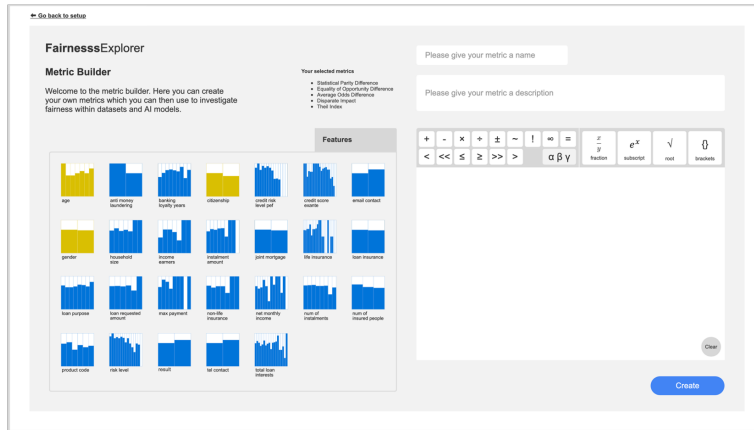 ← Go back to setup
FairnesssExplorer
Metric Builder
Welcome to the metric builder. Here you can create
your own metrics which you can then use to investigate
fairness within datasets and AI models.
Your selected metrics
• Statistical Parity Difference
• Equality of Opportunity Difference
• Average Odds Difference
• Disparate Impact
• Theil Index
Features
age
anti money
laundering
banking
loyalty years
citizenship
credit risk
level pef
credit score
exante
email contact
gender
household
size
income
earners
instalment
amount
joint mortgage
life insurance
loan insurance
loan purpose
loan requested
amount
max payment
non-life
insurance
net monthly
income
num of
instalments
num of
insured people
product code
risk level
result
tel contact
total loan
interests
Please give your metric a name
Please give your metric a description
+ - × ÷ ± ~ ! ∞ =
< << ≤ ≥ >> > α β γ
x
y
fraction
e^x
subscript
√
root
{}
brackets
Clear
Create